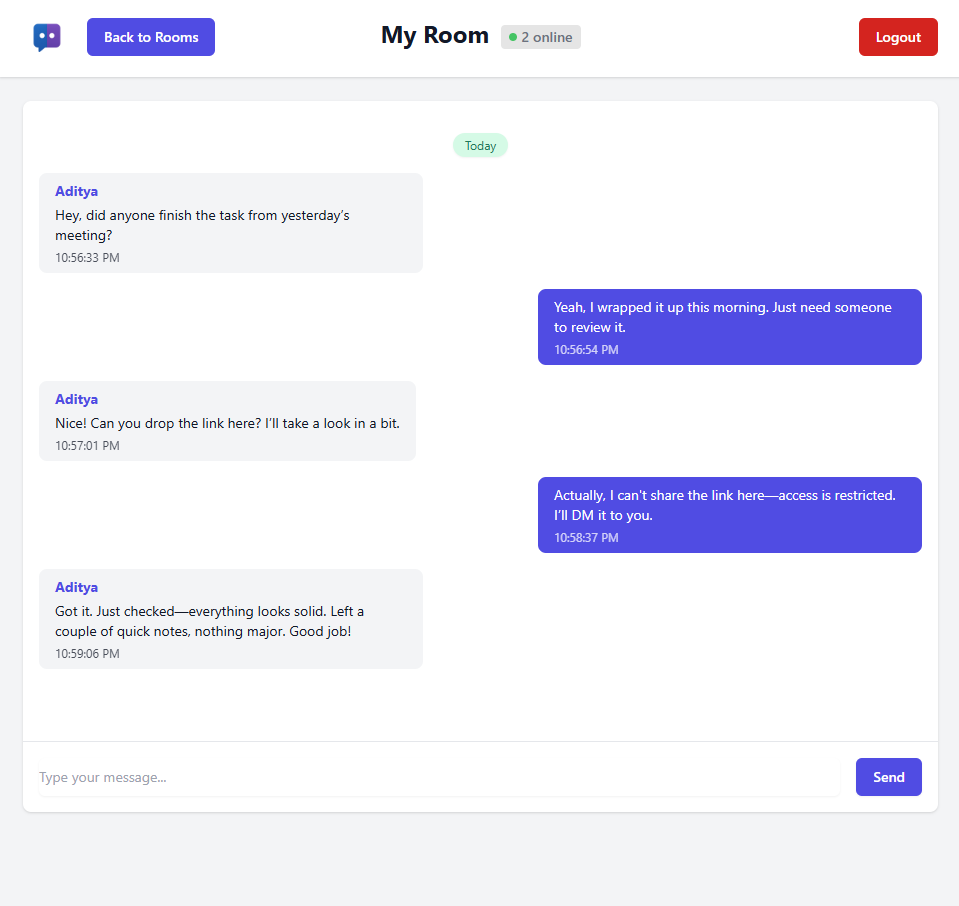 Back to Rooms
My Room
2 online
Logout
Today
Aditya
Hey, did anyone finish the task from yesterday’s
meeting?
10:56:33 PM
Yeah, I wrapped it up this morning. Just need someone
to review it.
10:56:54 PM
Aditya
Nice! Can you drop the link here? I’ll take a look in a bit.
10:57:01 PM
Actually, I can't share the link here—access is restricted.
I’ll DM it to you.
10:58:37 PM
Aditya
Got it. Just checked—everything looks solid. Left a
couple of quick notes, nothing major. Good job!
10:59:06 PM
Type your message...
Send